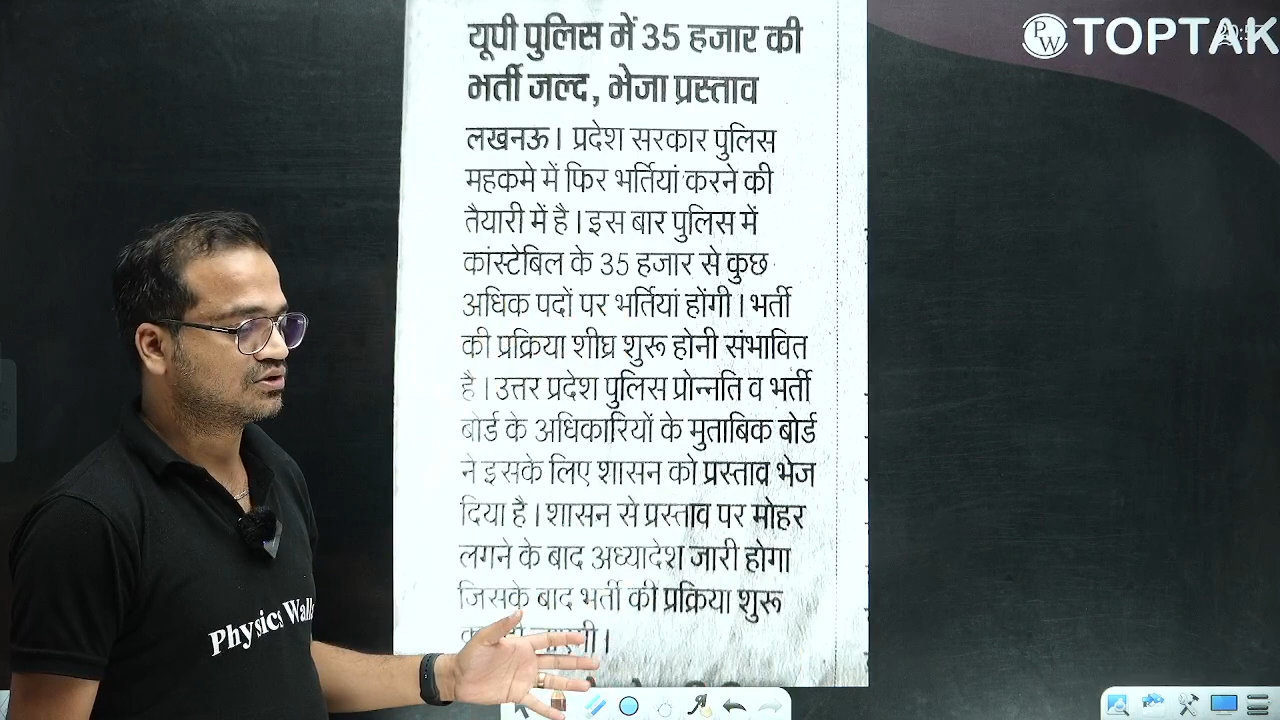 यूपी पुलिस में 35 हजार की
भर्ती जल्द, भेजा प्रस्ताव
लखनऊ। प्रदेश सरकार पुलिस
महकमे में फिर भर्तियां करने की
तैयारी में है। इस बार पुलिस में
कांस्टेबिल के 35 हजार से कुछ
अधिक पदों पर भर्तियां होंगी। भर्ती
की प्रक्रिया शीघ्र शुरू होनी संभावित
है। उत्तर प्रदेश पुलिस प्रोन्नति व भर्ती
बोर्ड के अधिकारियों के मुताबिक बोर्ड
ने इसके लिए शासन को प्रस्ताव भेज
दिया है। शासन से प्रस्ताव पर मोहर
लगने के बाद अध्यादेश जारी होगा
जिसके बाद भर्ती की प्रक्रिया शुरू
PW TOPTAK
Physics Wall